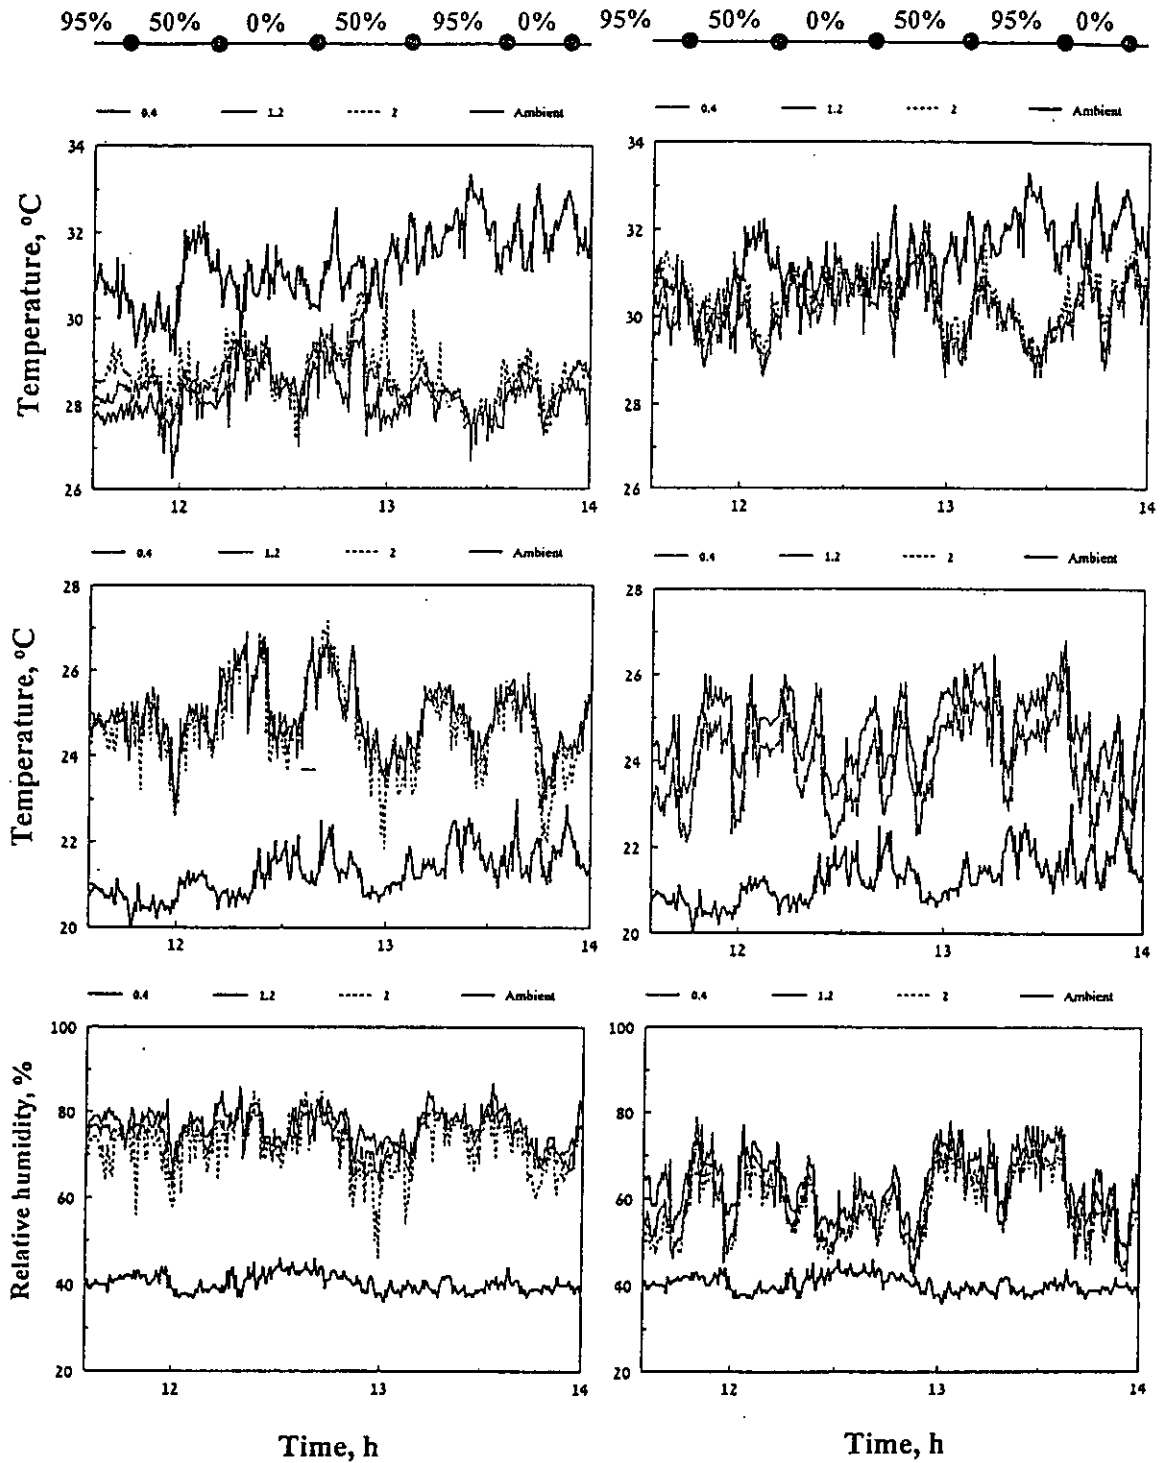 95% 50% 0% 50% 95% 0% 95% 50% 0% 50% 95% 0%
0.4 1.2 2 Ambient 0.4 1.2 2 Ambient
Temperature, ºC
34 34
32 32
30 30
28 28
26 26
12 13 14 12 13 14
0.4 1.2 2 Ambient 0.4 1.2 2 Ambient
Temperature, ºC
28 28
26 26
24 24
22 22
20 20
12 13 14 12 13 14
0.4 1.2 2 Ambient 0.4 1.2 2 Ambient
Relative humidity, %
100 100
80 80
60 60
40 40
20 20
12 13 14 12 13 14
Time, h Time, h